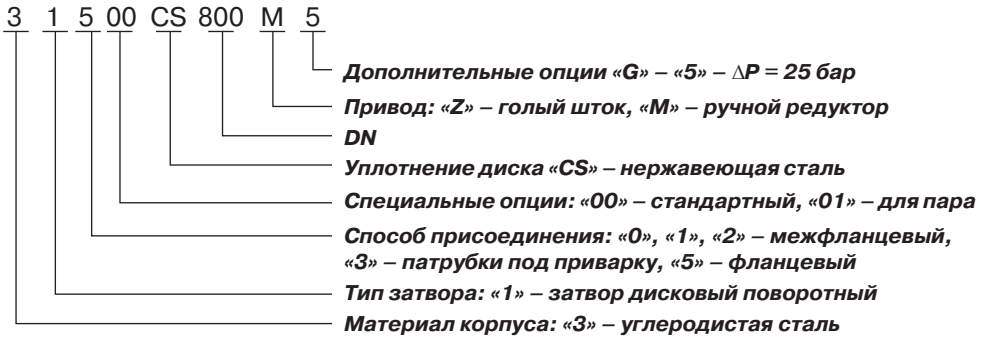 3 1 5 00 CS 800 M 5
Дополнительные опции «G» – «5» – ΔP = 25 бар
Привод: «Z» – голый шток, «М» – ручной редуктор
DN
Уплотнение диска «CS» – нержавеющая сталь
Специальные опции: «00» – стандартный, «01» – для пара
Способ присоединения: «0», «1», «2» – межфланцевый,
«3» – патрубки под приварку, «5» – фланцевый
Тип затвора: «1» – затвор дисковый поворотный
Материал корпуса: «3» – углеродистая сталь